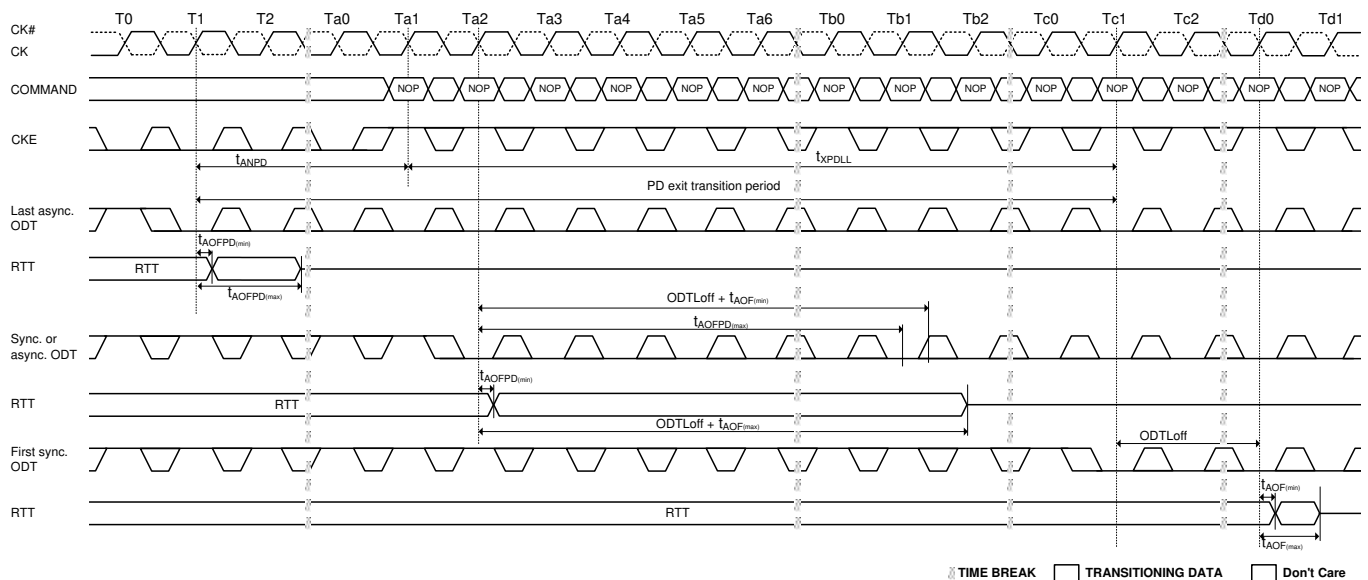 T0 T1 T2 Ta0 Ta1 Ta2 Ta3 Ta4 Ta5 Ta6 Tb0 Tb1 Tb2 Tc0 Tc1 Tc2 Td0 Td1
CK#
CK
COMMAND NOP NOP NOP NOP NOP NOP NOP NOP NOP NOP NOP NOP NOP NOP
CKE
tANPD tXPDLL
PD exit transition period
Last async.
ODT
tAOFPD(min)
RTT RTT
tAOFPD(max)
ODTLoff + tAOF(min)
tAOFPD(max)
Sync. or
async. ODT
tAOFPD(min)
RTT RTT
ODTLoff + tAOF(max)
First sync.
ODT
ODTLoff
tAOF(min)
RTT RTT
tAOF(max)
TIME BREAK TRANSITIONING DATA Don't Care